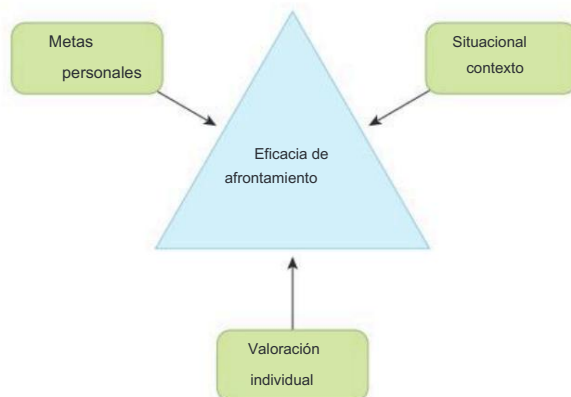 Metas
personales
Situacional
contexto
Eficacia de
afrontamiento
Valoración
individual